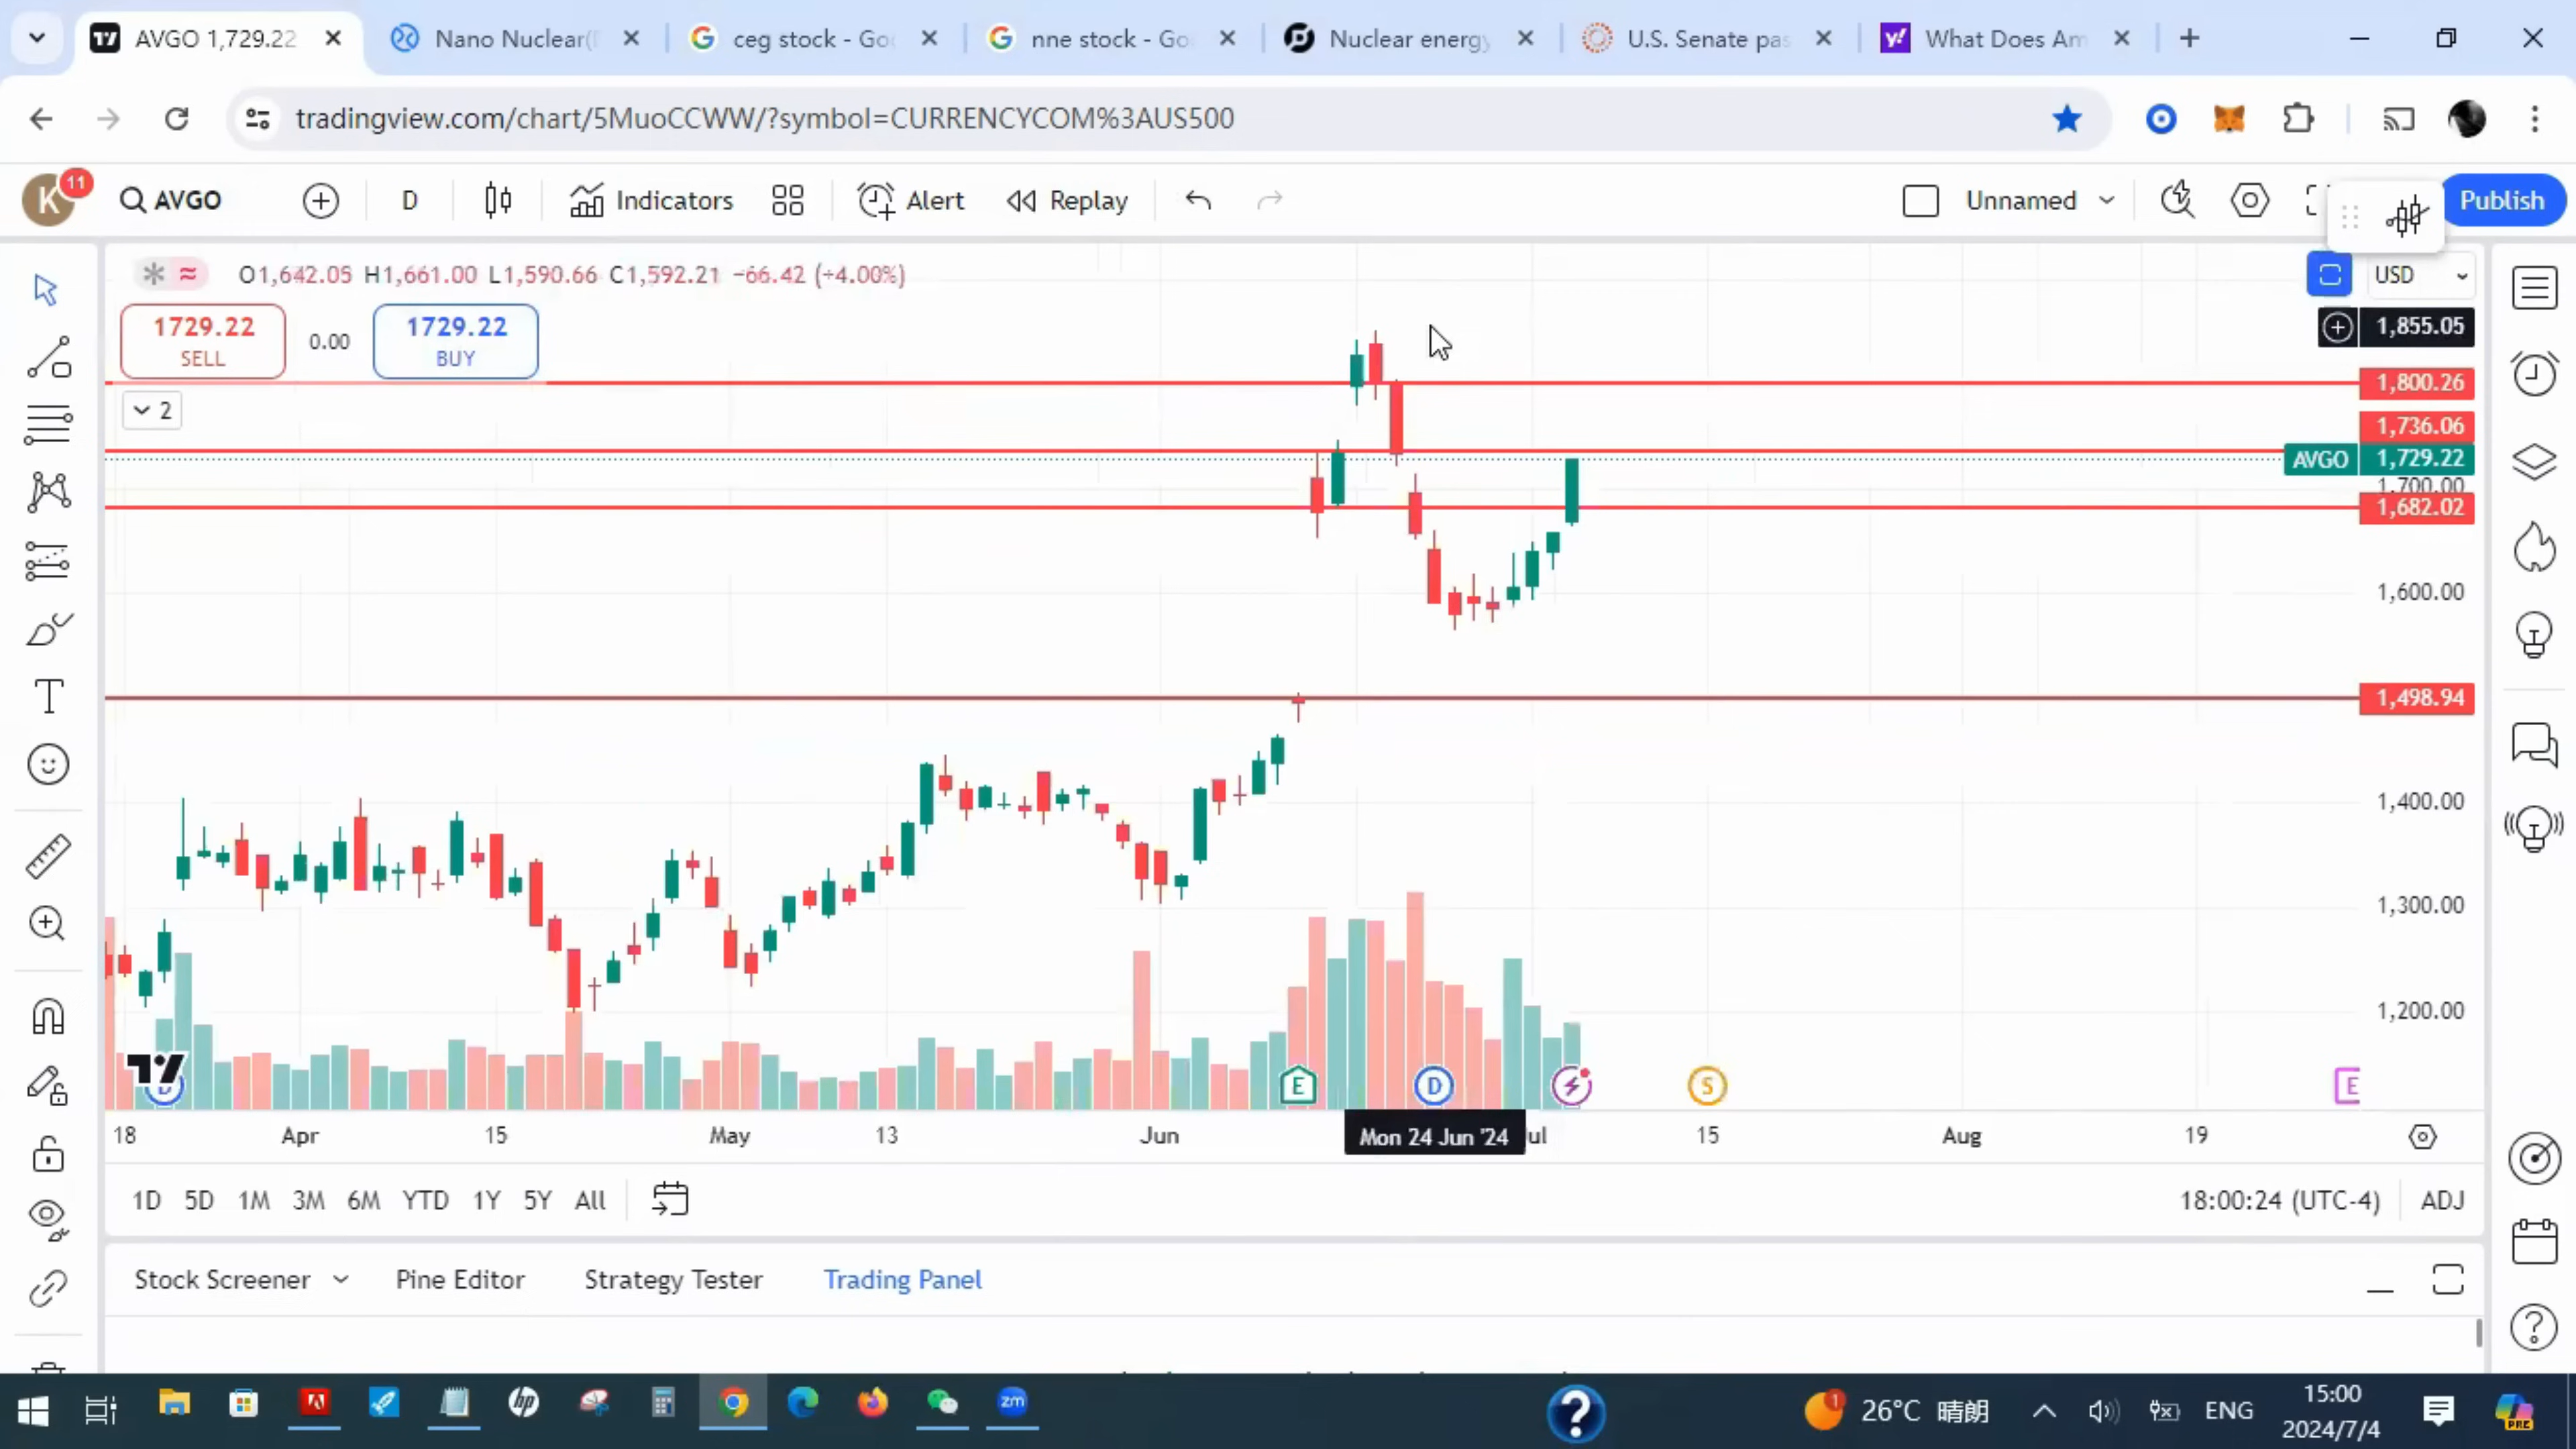 AVGO 1,729.22
Nano Nuclear(
ceg stock - Go
nne stock - Go
Nuclear energy
U.S. Senate pas
What Does Am
tradingview.com/chart/5MuoCCWW/?symbol=CURRENCYCOM%3AUS500
K
11
AVGO
D
Indicators
Alert
Replay
Unnamed
Publish
O1,642.05 H1,661.00 L1,590.66 C1,592.21 −66.42 (−4.00%)
USD
1729.22
SELL
0.00
1729.22
BUY
1,855.05
1,800.26
2
1,736.06
AVGO 1,729.22
1,700.00
1,682.02
1,600.00
1,498.94
1,400.00
1,300.00
1,200.00
D
E
D
S
E
18
Apr
15
May
13
Jun
Mon 24 Jun '24
ul
15
Aug
19
1D 5D 1M 3M 6M YTD 1Y 5Y All
18:00:24 (UTC-4)
ADJ
Stock Screener
Pine Editor
Strategy Tester
Trading Panel
hp
zm
1
26°C 晴朗
ENG
15:00
2024/7/4
PRE